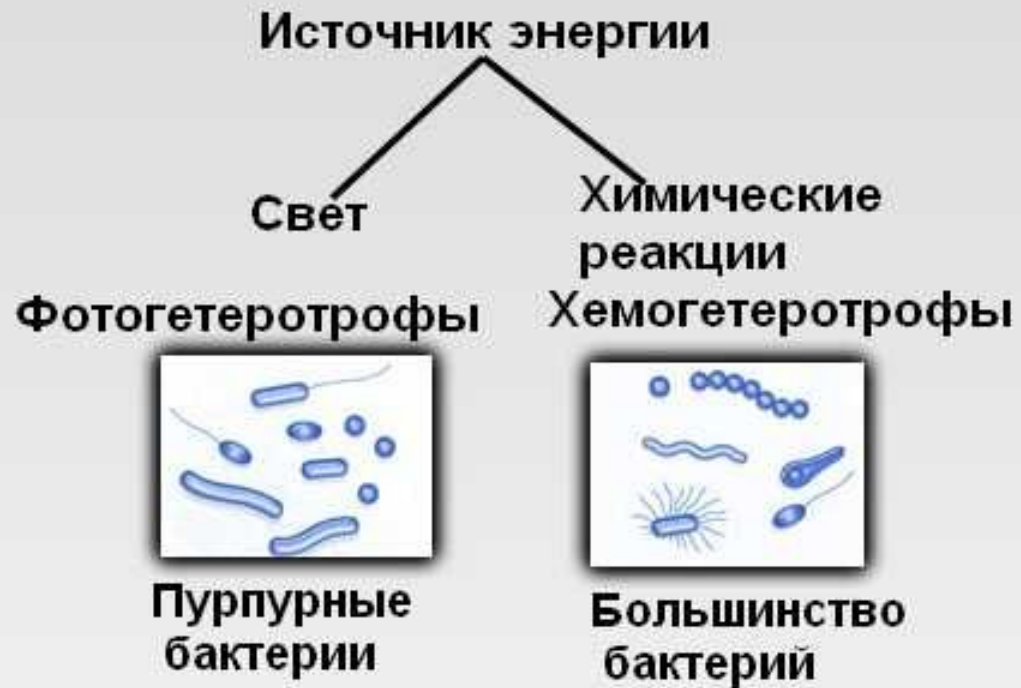 Источник энергии
Свет
Химические
реакции
Фотогетеротрофы
Хемогетеротрофы
Пурпурные
бактерии
Большинство
бактерий